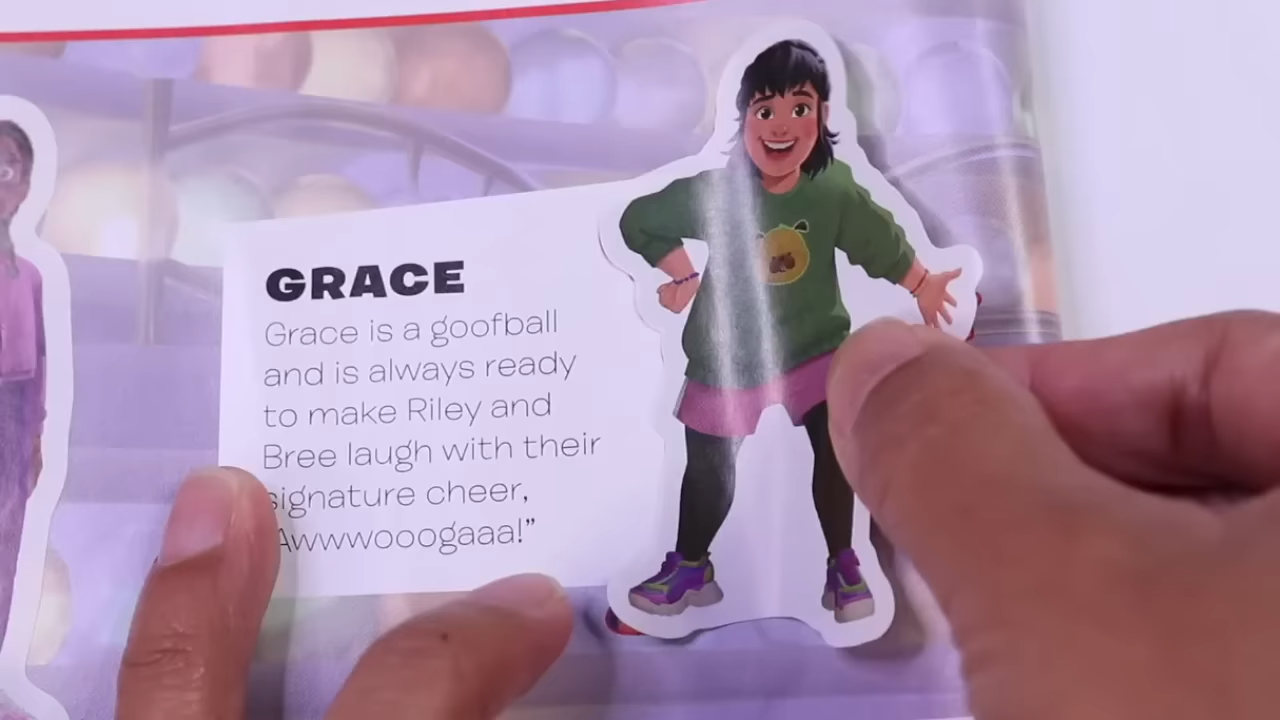 GRACE
Grace is a goofball
and is always ready
to make Riley and
Bree laugh with their
signature cheer,
Awwwooogaaa!”